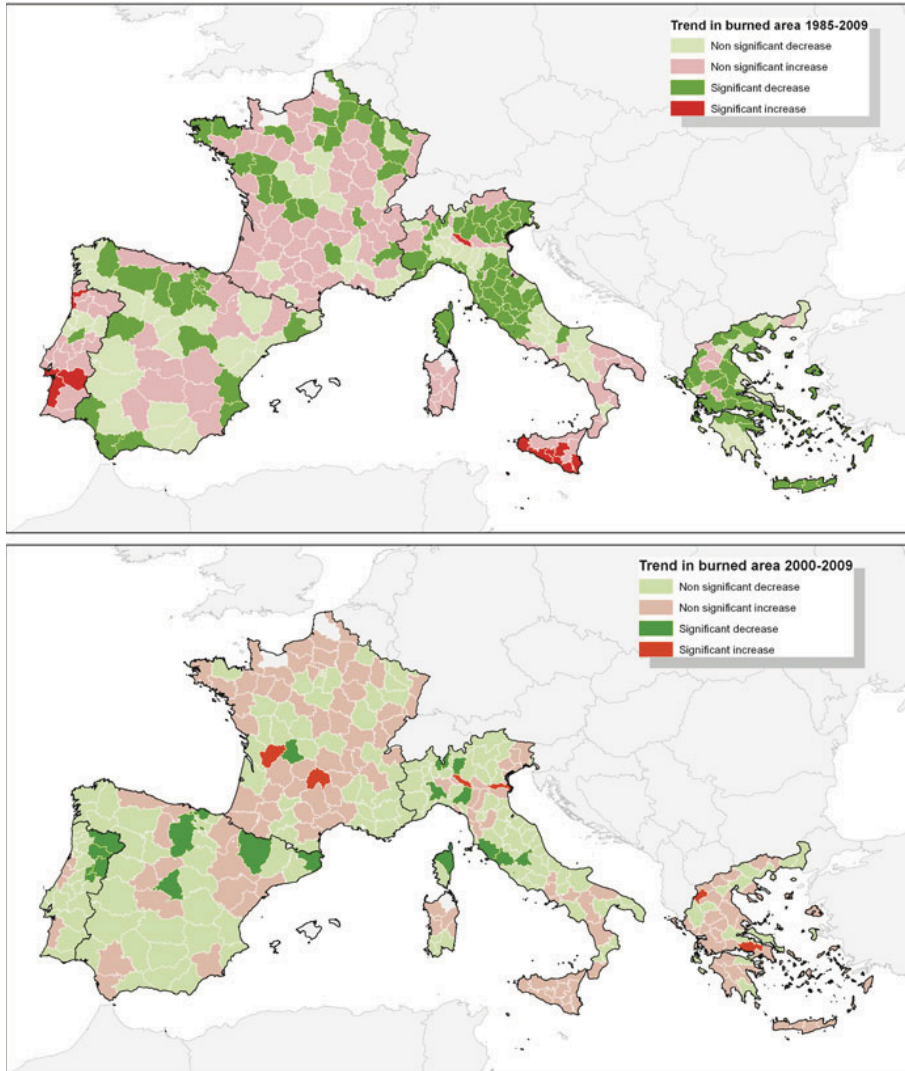 Trend in burned area 1985-2009
Non significant decrease
Non significant increase
Significant decrease
Significant increase
Trend in burned area 2000-2009
Non significant decrease
Non significant increase
Significant decrease
Significant increase